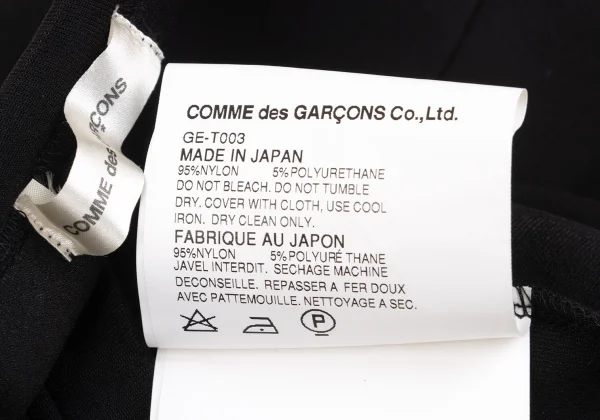 COMME des GARÇONS
COMME des GARÇONS Co.,Ltd.
GE-T003
MADE IN JAPAN
95%NYLON 5%POLYURETHANE
DO NOT BLEACH. DO NOT TUMBLE
DRY. COVER WITH CLOTH, USE COOL
IRON. DRY CLEAN ONLY.
FABRIQUE AU JAPON
95%NYLON 5%POLYURÉ THANE
JAVEL INTERDIT. SECHAGE MACHINE
DECONSEILLE. REPASSER A FER DOUX
AVEC PATTEMOUILLE. NETTOYAGE A SEC.
P